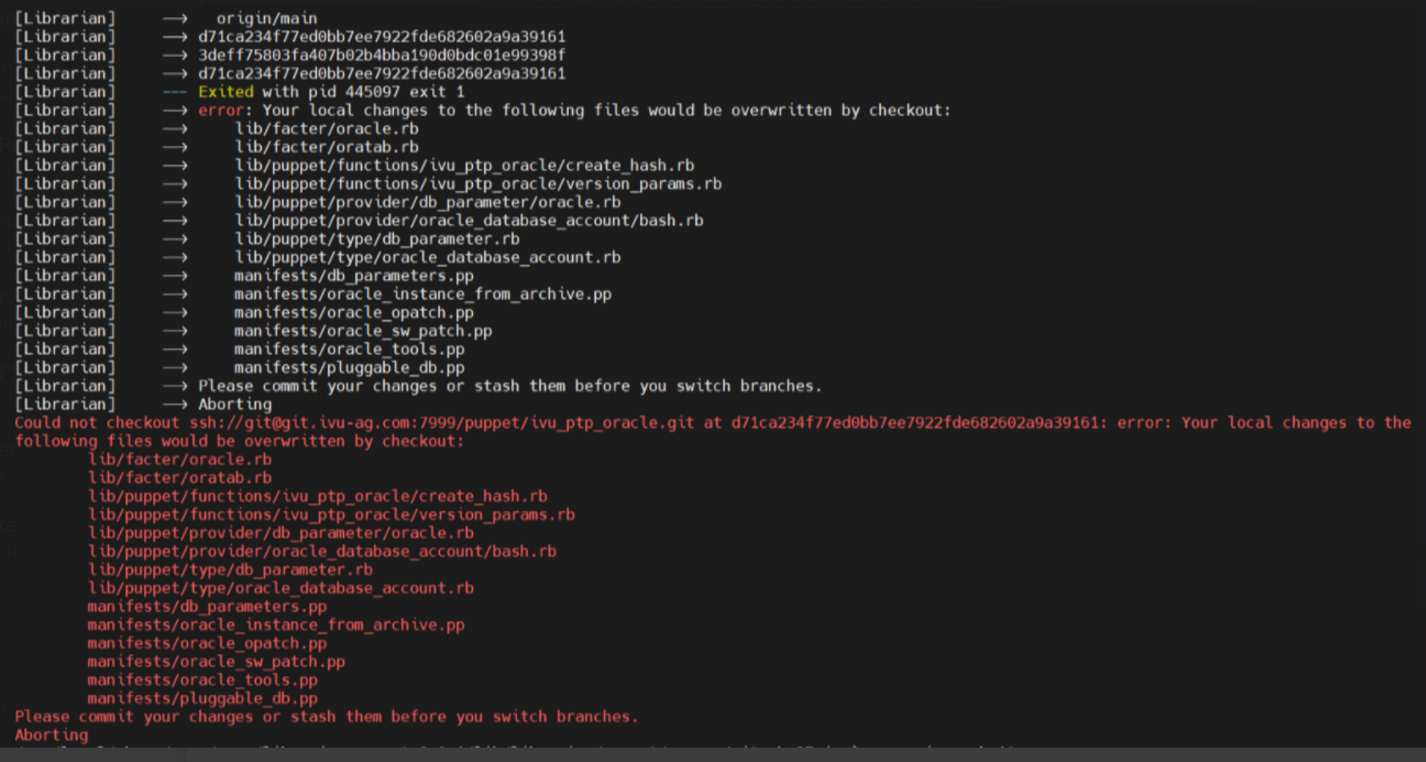 [Librarian] --> origin/main
[Librarian] --> d71ca234f77ed0bb7ee7922fde682602a9a39161
[Librarian] --> 3deff75803fa407b02b4bba190d0bdc01e99398f
[Librarian] --> d71ca234f77ed0bb7ee7922fde682602a9a39161
[Librarian] --- Exited with pid 445097 exit 1
[Librarian] --> error: Your local changes to the following files would be overwritten by checkout:
[Librarian] --> lib/facter/oracle.rb
[Librarian] --> lib/facter/oratab.rb
[Librarian] --> lib/puppet/functions/ivu_ptp_oracle/create_hash.rb
[Librarian] --> lib/puppet/functions/ivu_ptp_oracle/version_params.rb
[Librarian] --> lib/puppet/provider/db_parameter/oracle.rb
[Librarian] --> lib/puppet/provider/oracle_database_account/bash.rb
[Librarian] --> lib/puppet/type/db_parameter.rb
[Librarian] --> lib/puppet/type/oracle_database_account.rb
[Librarian] --> manifests/db_parameters.pp
[Librarian] --> manifests/oracle_instance_from_archive.pp
[Librarian] --> manifests/oracle_opatch.pp
[Librarian] --> manifests/oracle_sw_patch.pp
[Librarian] --> manifests/oracle_tools.pp
[Librarian] --> manifests/pluggable_db.pp
[Librarian] --> Please commit your changes or stash them before you switch branches.
[Librarian] --> Aborting
Could not checkout ssh://git@git.ivu-ag.com:7999/puppet/ivu_ptp_oracle.git at d71ca234f77ed0bb7ee7922fde682602a9a39161: error: Your local changes to the
following files would be overwritten by checkout:
lib/facter/oracle.rb
lib/facter/oratab.rb
lib/puppet/functions/ivu_ptp_oracle/create_hash.rb
lib/puppet/functions/ivu_ptp_oracle/version_params.rb
lib/puppet/provider/db_parameter/oracle.rb
lib/puppet/provider/oracle_database_account/bash.rb
lib/puppet/type/db_parameter.rb
lib/puppet/type/oracle_database_account.rb
manifests/db_parameters.pp
manifests/oracle_instance_from_archive.pp
manifests/oracle_opatch.pp
manifests/oracle_sw_patch.pp
manifests/oracle_tools.pp
manifests/pluggable_db.pp
Please commit your changes or stash them before you switch branches.
Aborting